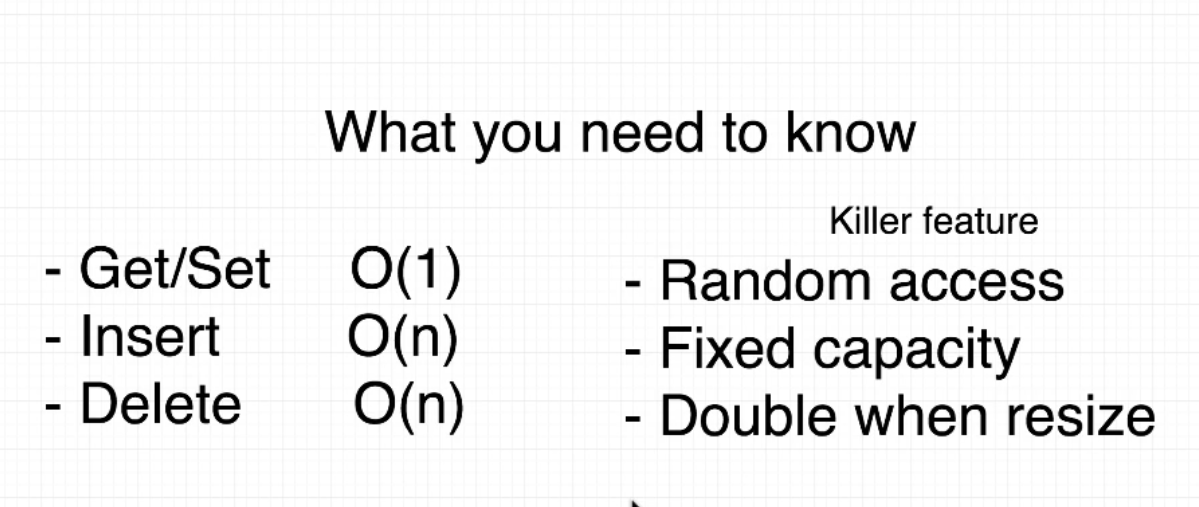 What you need to know
- Get/Set O(1)
- Insert O(n)
- Delete O(n)
Killer feature
- Random access
- Fixed capacity
- Double when resize